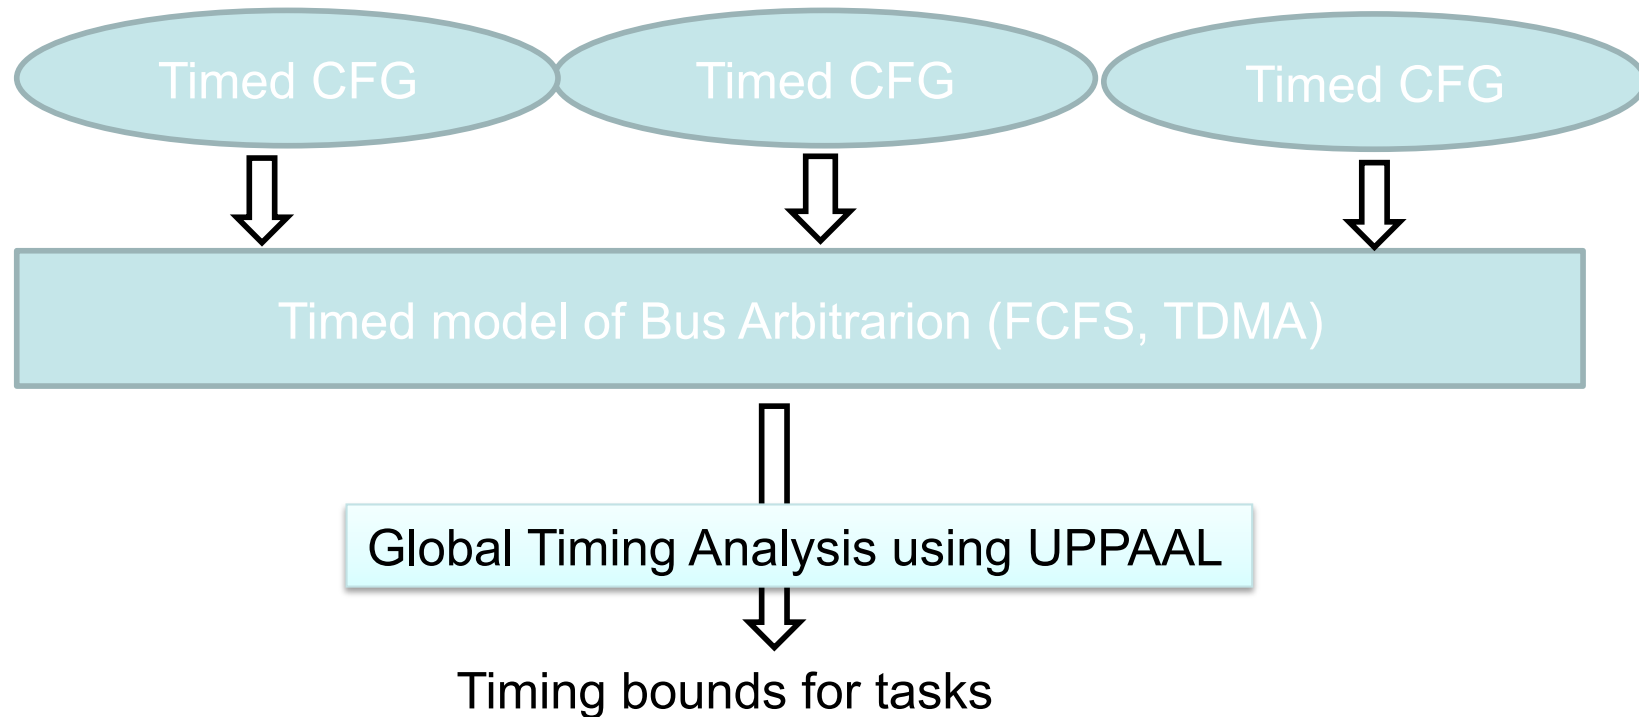 Timed CFG
Timed CFG
Timed CFG
Timed model of Bus Arbitrarion (FCFS, TDMA)
Global Timing Analysis using UPPAAL
Timing bounds for tasks